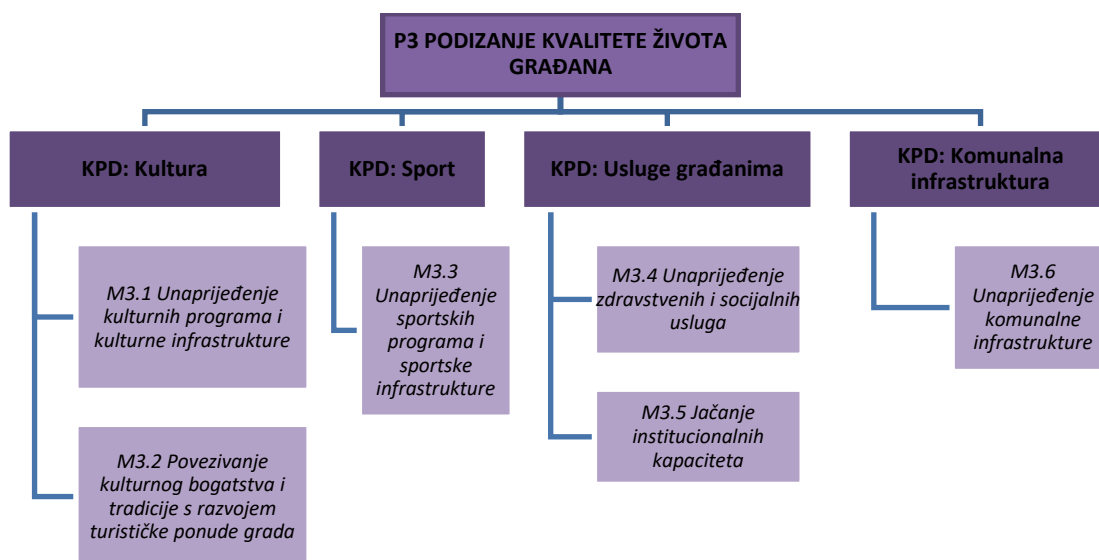 P3 PODIZANJE KVALITETE ŽIVOTA
GRAĐANA
KPD: Kultura
KPD: Sport
KPD: Usluge građanima
KPD: Komunalna
infrastruktura
M3.1 Unaprijeđenje
kulturnih programa i
kulturne infrastrukture
M3.2 Povezivanje
kulturnog bogatstva i
tradicije s razvojem
turističke ponude grada
M3.3
Unaprijeđenje
sportskih
programa i
sportske
infrastrukture
M3.4 Unaprijeđenje
zdravstvenih i socijalnih
usluga
M3.5 Jačanje
institucionalnih
kapaciteta
M3.6
Unaprijeđenje
komunalne
infrastrukture